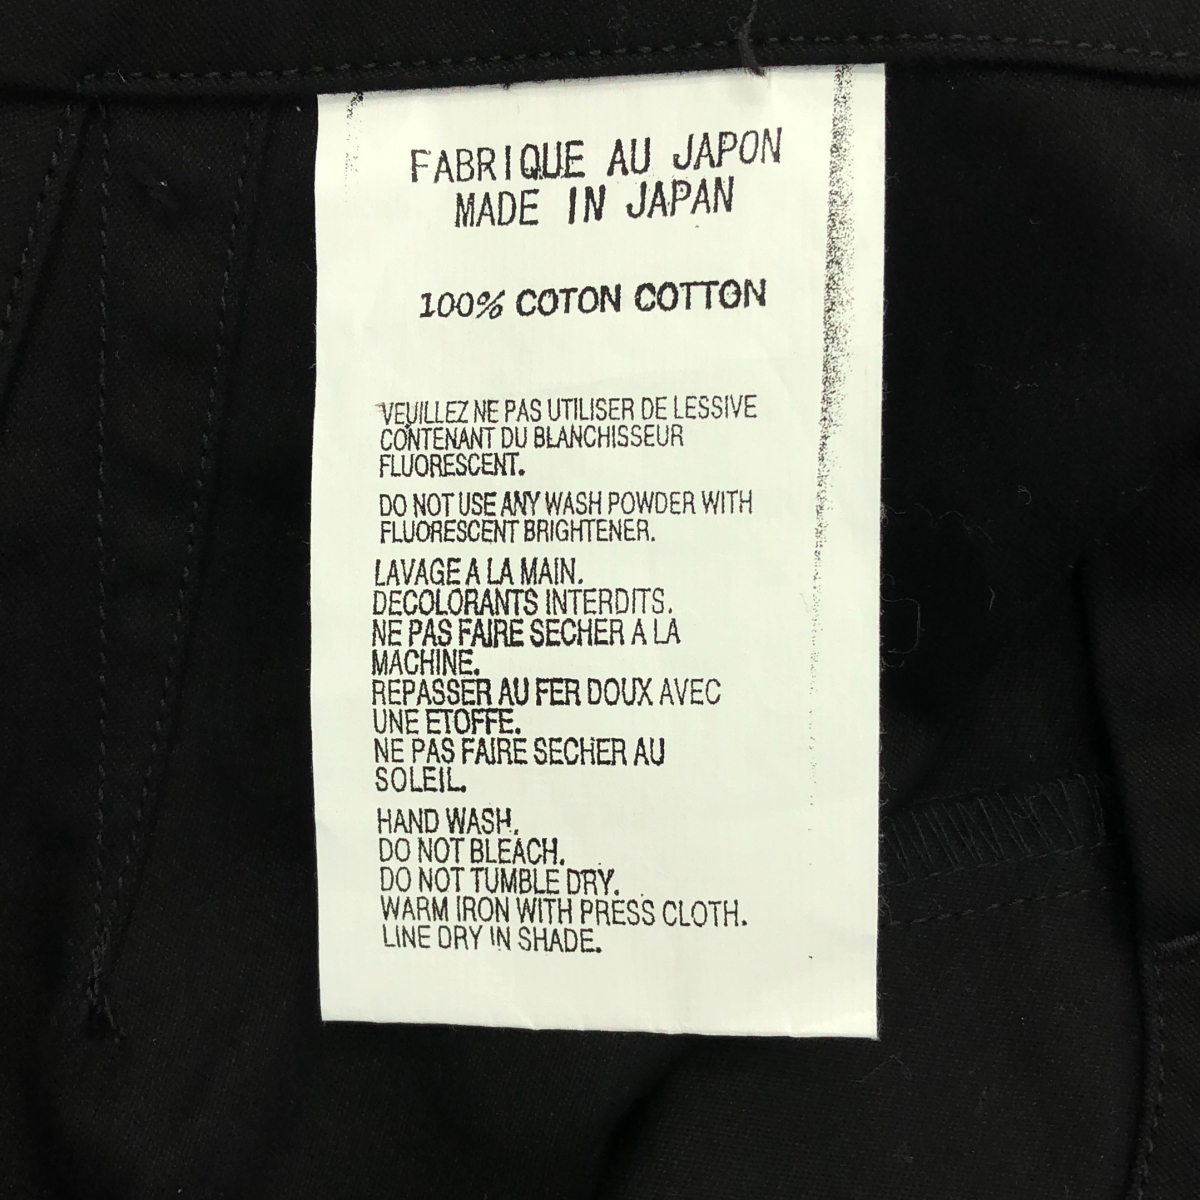 FABRIQUE AU JAPON
MADE IN JAPAN
100% COTON COTTON
VEUILLEZ NE PAS UTILISER DE LESSIVE
CONTENANT DU BLANCHISSEUR
FLUORESCENT.
DO NOT USE ANY WASH POWDER WITH
FLUORESCENT BRIGHTENER.
LAVAGE A LA MAIN.
DECOLORANTS INTERDITS.
NE PAS FAIRE SECHER A LA
MACHINE.
REPASSER AU FER DOUX AVEC
UNE ETOFFE.
NE PAS FAIRE SECHER AU
SOLEIL.
HAND WASH.
DO NOT BLEACH.
DO NOT TUMBLE DRY.
WARM IRON WITH PRESS CLOTH.
LINE DRY IN SHADE.